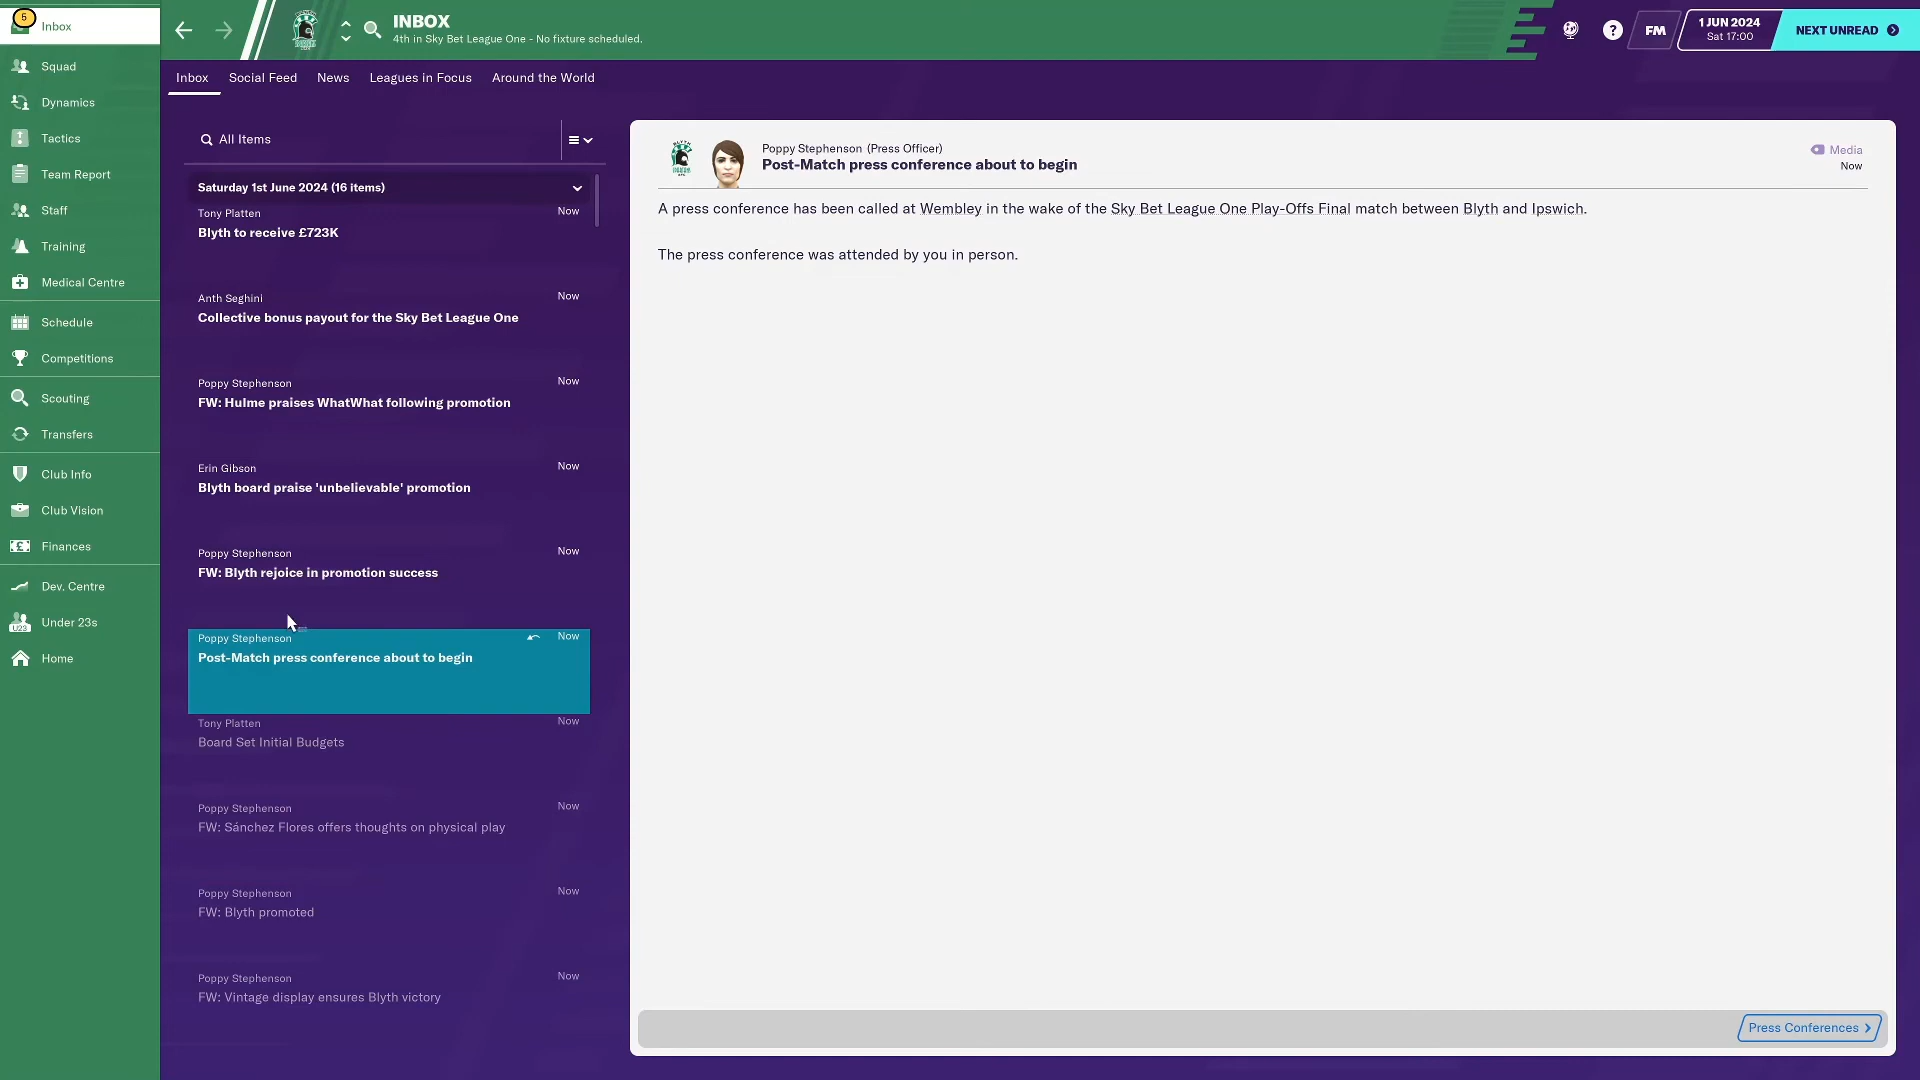 5
Inbox
Squad
Dynamics
Tactics
Team Report
Staff
Training
Medical Centre
Schedule
Competitions
Scouting
Transfers
Club Info
Club Vision
Finances
Dev. Centre
U23
Under 23s
Home
INBOX
4th in Sky Bet League One - No fixture scheduled.
?
FM
1 JUN 2024
Sat 17:00
NEXT UNREAD
Inbox Social Feed News Leagues in Focus Around the World
All Items
Saturday 1st June 2024 (16 items)
Tony Platten Now
Blyth to receive £723K
Anth Seghini Now
Collective bonus payout for the Sky Bet League One
Poppy Stephenson Now
FW: Hulme praises WhatWhat following promotion
Erin Gibson Now
Blyth board praise 'unbelievable' promotion
Poppy Stephenson Now
FW: Blyth rejoice in promotion success
Poppy Stephenson Now
Post-Match press conference about to begin
Tony Platten Now
Board Set Initial Budgets
Poppy Stephenson Now
FW: Sánchez Flores offers thoughts on physical play
Poppy Stephenson Now
FW: Blyth promoted
Poppy Stephenson Now
FW: Vintage display ensures Blyth victory
Poppy Stephenson (Press Officer)
Post-Match press conference about to begin
Media
Now
A press conference has been called at Wembley in the wake of the Sky Bet League One Play-Offs Final match between Blyth and Ipswich.
The press conference was attended by you in person.
Press Conferences